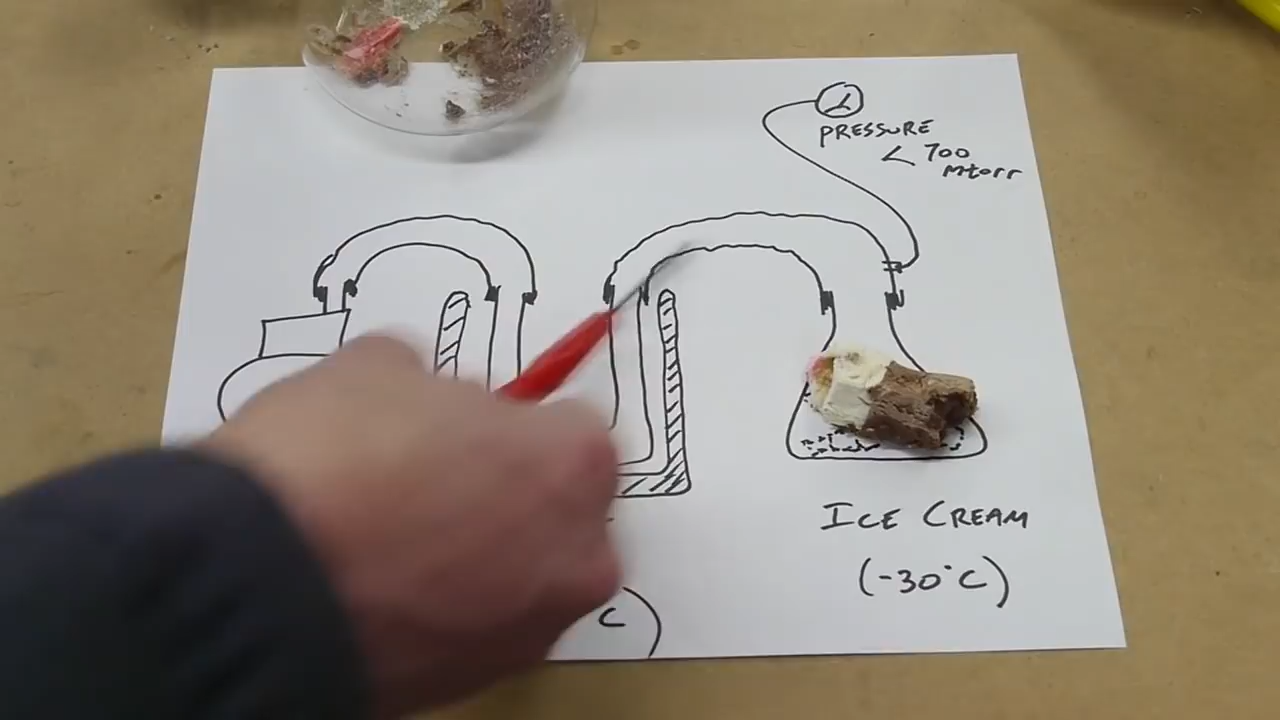 PRESSURE
< 700
mtorr
ICE CREAM
(-30°C)
C)